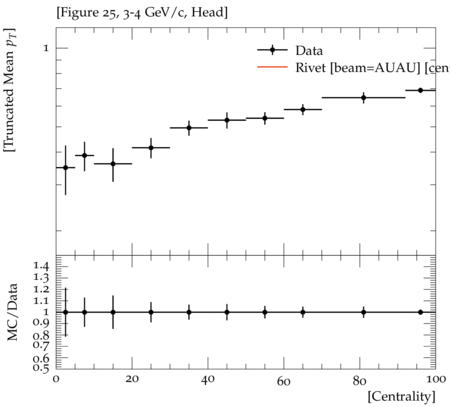 [Figure 25, 3-4 GeV/c, Head]
[Truncated Mean p_T]
1
Data
Rivet [beam=AUAU] [cen
MC/Data
1.4
1.3
1.2
1.1
1
0.9
0.8
0.7
0.6
0.5
0 20 40 60 80 100
[Centrality]